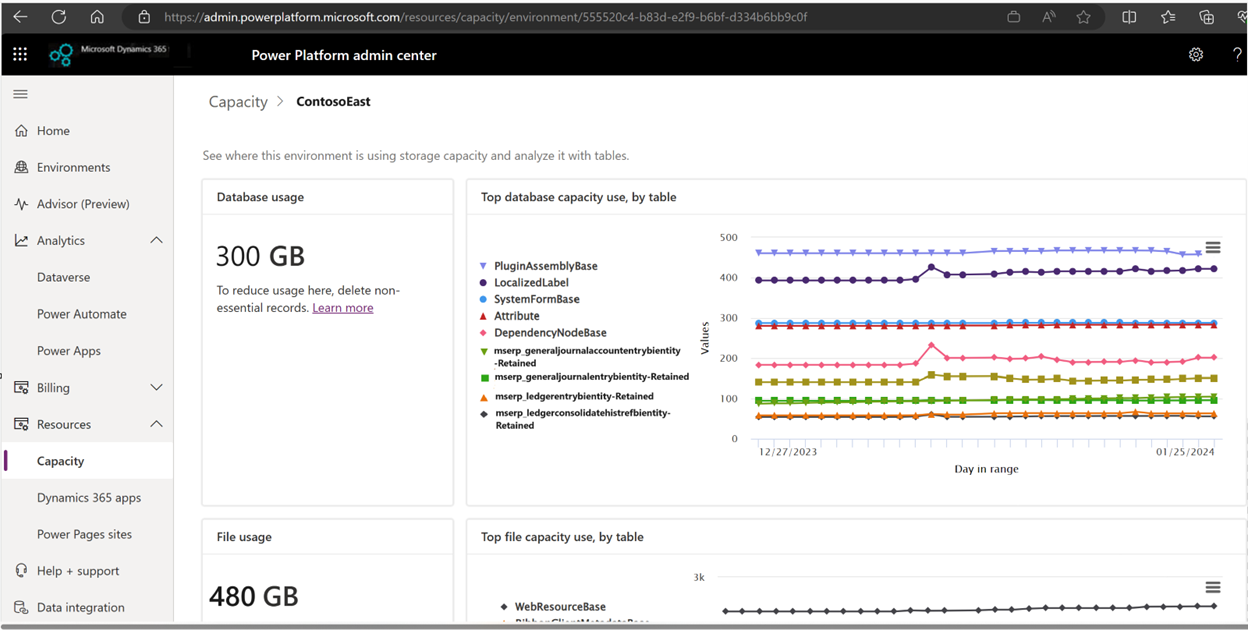 https://admin.powerplatform.microsoft.com/resources/capacity/environment/555520c4-b83d-e2f9-b6bf-d334b6bb9c0f
Microsoft Dynamics 365
Power Platform admin center
Home
Environments
Advisor (Preview)
Analytics
Dataverse
Power Automate
Power Apps
Billing
Resources
Capacity
Dynamics 365 apps
Power Pages sites
Help + support
Data integration
Capacity > ContosoEast
See where this environment is using storage capacity and analyze it with tables.
Database usage
300 GB
To reduce usage here, delete non-
essential records. Learn more
Top database capacity use, by table
PluginAssemblyBase
LocalizedLabel
SystemFormBase
Attribute
DependencyNodeBase
mserp_generaljournalaccountentrybientity
-Retained
mserp_generaljournalentrybientity-Retained
mserp_ledgerentrybientity-Retained
mserp_ledgerconsolidatehistrefbientity-
Retained
Values
500
400
300
200
100
0
12/27/2023
01/25/2024
Day in range
File usage
480 GB
Top file capacity use, by table
3k
WebResourceBase